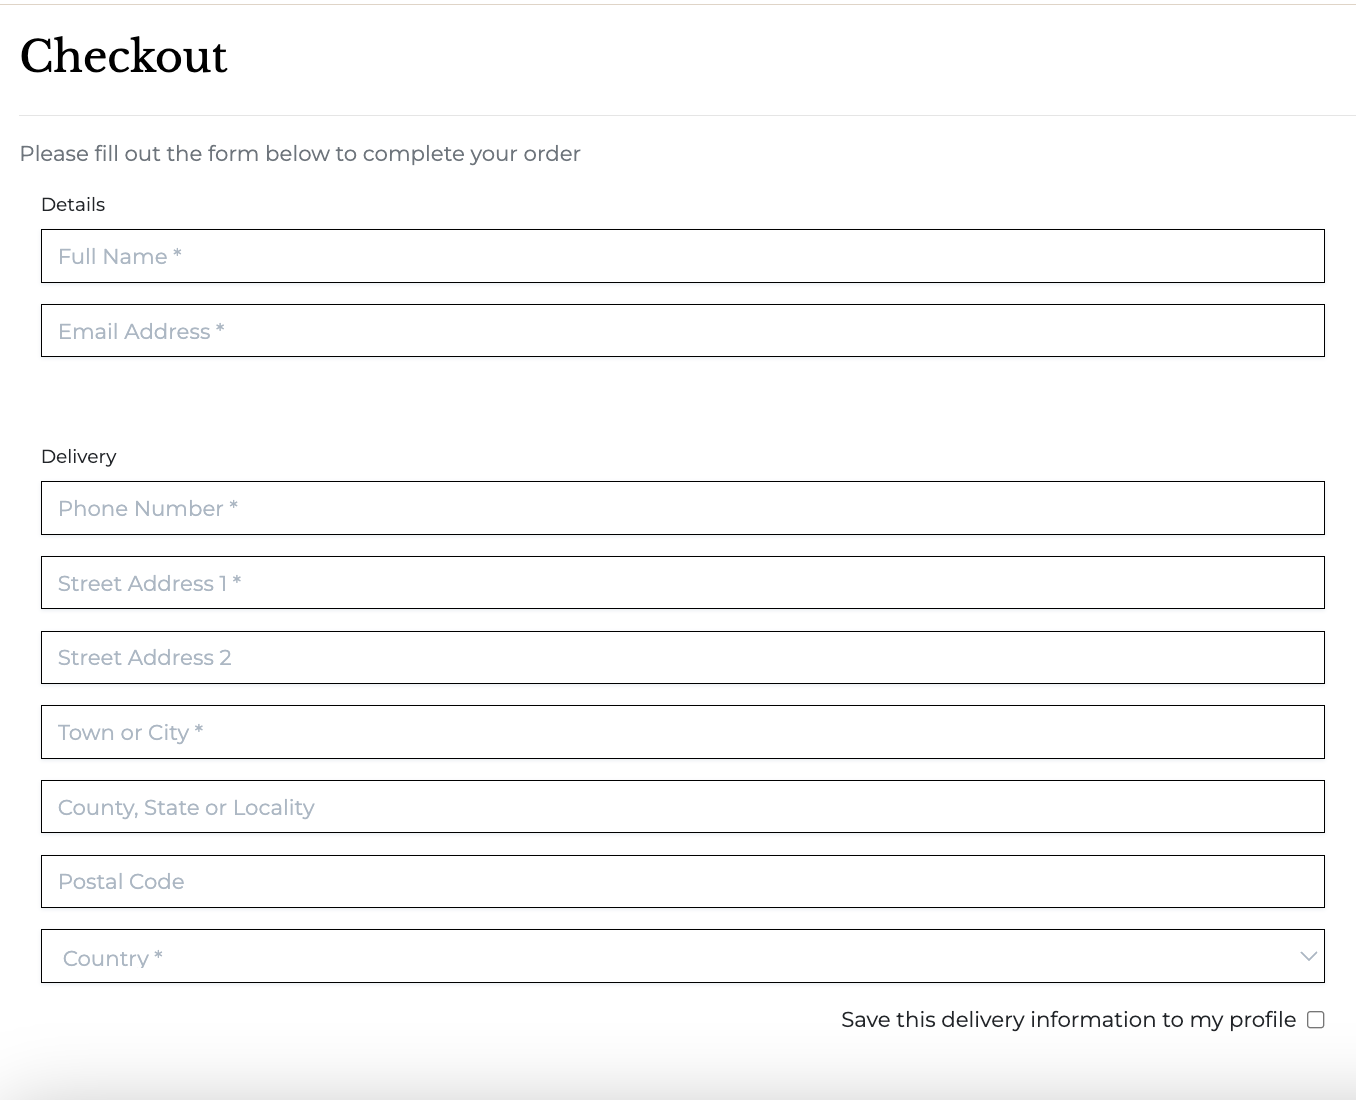 Checkout
Please fill out the form below to complete your order
Details
Full Name *
Email Address *
Delivery
Phone Number *
Street Address 1 *
Street Address 2
Town or City *
County, State or Locality
Postal Code
Country *
Save this delivery information to my profile